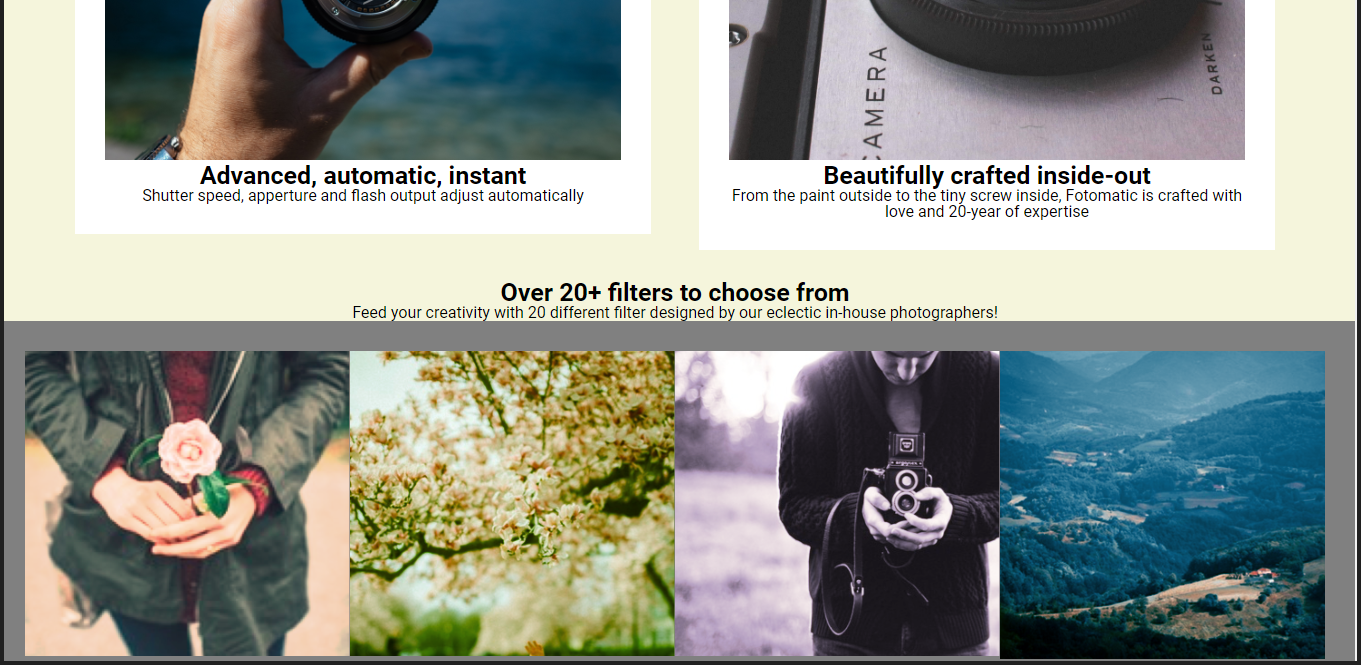 CAMERA
DARKEN
Advanced, automatic, instant
Shutter speed, apperture and flash output adjust automatically
Beautifully crafted inside-out
From the paint outside to the tiny screw inside, Fotomatic is crafted with
love and 20-year of expertise
Over 20+ filters to choose from
Feed your creativity with 20 different filter designed by our eclectic in-house photographers!